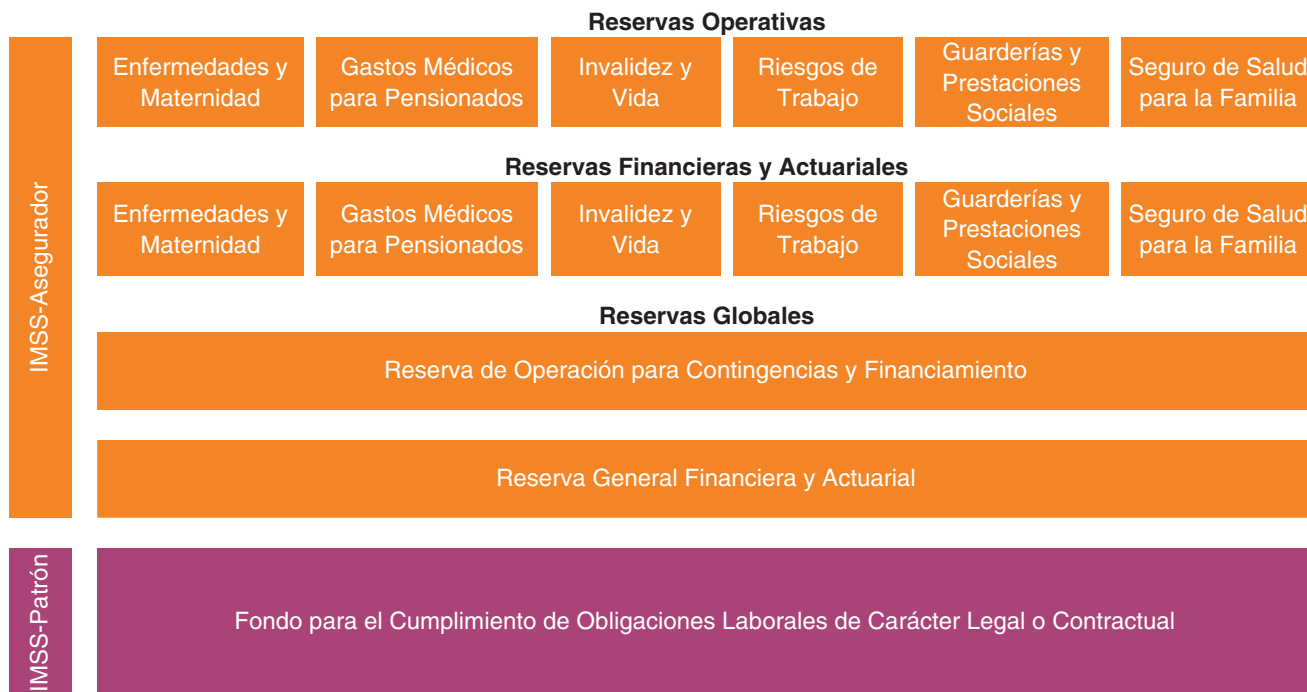 Reservas Operativas
Enfermedades y
Maternidad
Gastos Médicos
para Pensionados
Invalidez y
Vida
Riesgos de
Trabajo
Guarderías y
Prestaciones
Sociales
Seguro de Salud
para la Familia
Reservas Financieras y Actuariales
Enfermedades y
Maternidad
Gastos Médicos
para Pensionados
Invalidez y
Vida
Riesgos de
Trabajo
Guarderías y
Prestaciones
Sociales
Seguro de Salud
para la Familia
IMSS-Asegurador
Reservas Globales
Reserva de Operación para Contingencias y Financiamiento
Reserva General Financiera y Actuarial
IMSS-Patrón
Fondo para el Cumplimiento de Obligaciones Laborales de Carácter Legal o Contractual